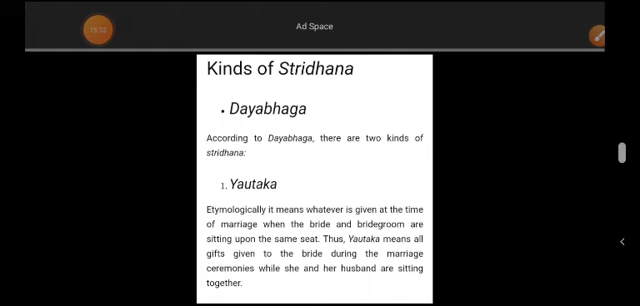 Ad Space
15:32
Kinds of Stridhana
• Dayabhaga
According to Dayabhaga, there are two kinds of
stridhana:
1. Yautaka
Etymologically it means whatever is given at the time
of marriage when the bride and bridegroom are
sitting upon the same seat. Thus, Yautaka means all
gifts given to the bride during the marriage
ceremonies while she and her husband are sitting
together.